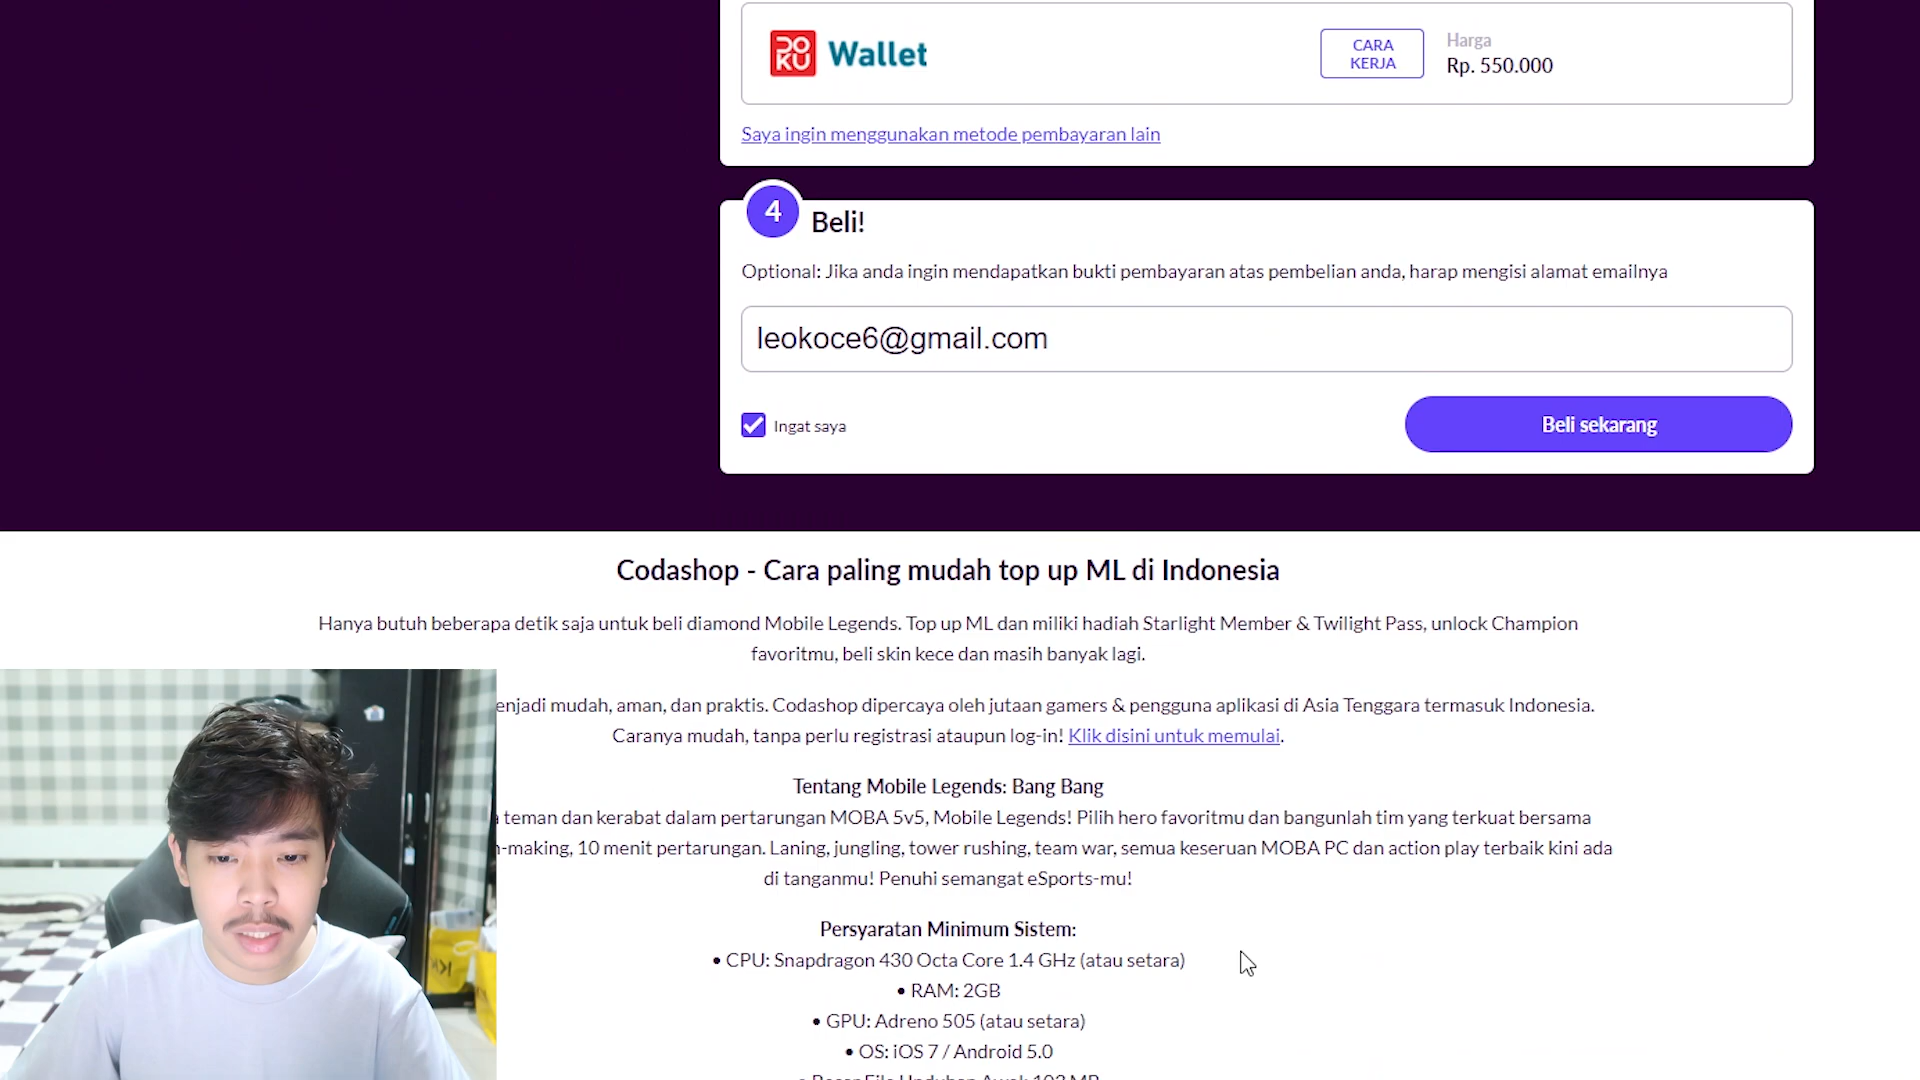 DOKU Wallet
CARA KERJA
Harga
Rp. 550.000
Saya ingin menggunakan metode pembayaran lain
4 Beli!
Optional: Jika anda ingin mendapatkan bukti pembayaran atas pembelian anda, harap mengisi alamat emailnya
leokoce6@gmail.com
Ingat saya
Beli sekarang
Codashop - Cara paling mudah top up ML di Indonesia
Hanya butuh beberapa detik saja untuk beli diamond Mobile Legends. Top up ML dan miliki hadiah Starlight Member & Twilight Pass, unlock Champion
favoritmu, beli skin kece dan masih banyak lagi.
enjadi mudah, aman, dan praktis. Codashop dipercaya oleh jutaan gamers & pengguna aplikasi di Asia Tenggara termasuk Indonesia.
Caranya mudah, tanpa perlu registrasi ataupun log-in! Klik disini untuk memulai.
Tentang Mobile Legends: Bang Bang
teman dan kerabat dalam pertarungan MOBA 5v5, Mobile Legends! Pilih hero favoritmu dan bangunlah tim yang terkuat bersama
-making, 10 menit pertarungan. Laning, jungling, tower rushing, team war, semua keseruan MOBA PC dan action play terbaik kini ada
di tanganmu! Penuhi semangat eSports-mu!
Persyaratan Minimum Sistem:
• CPU: Snapdragon 430 Octa Core 1.4 GHz (atau setara)
• RAM: 2GB
• GPU: Adreno 505 (atau setara)
• OS: iOS 7 / Android 5.0